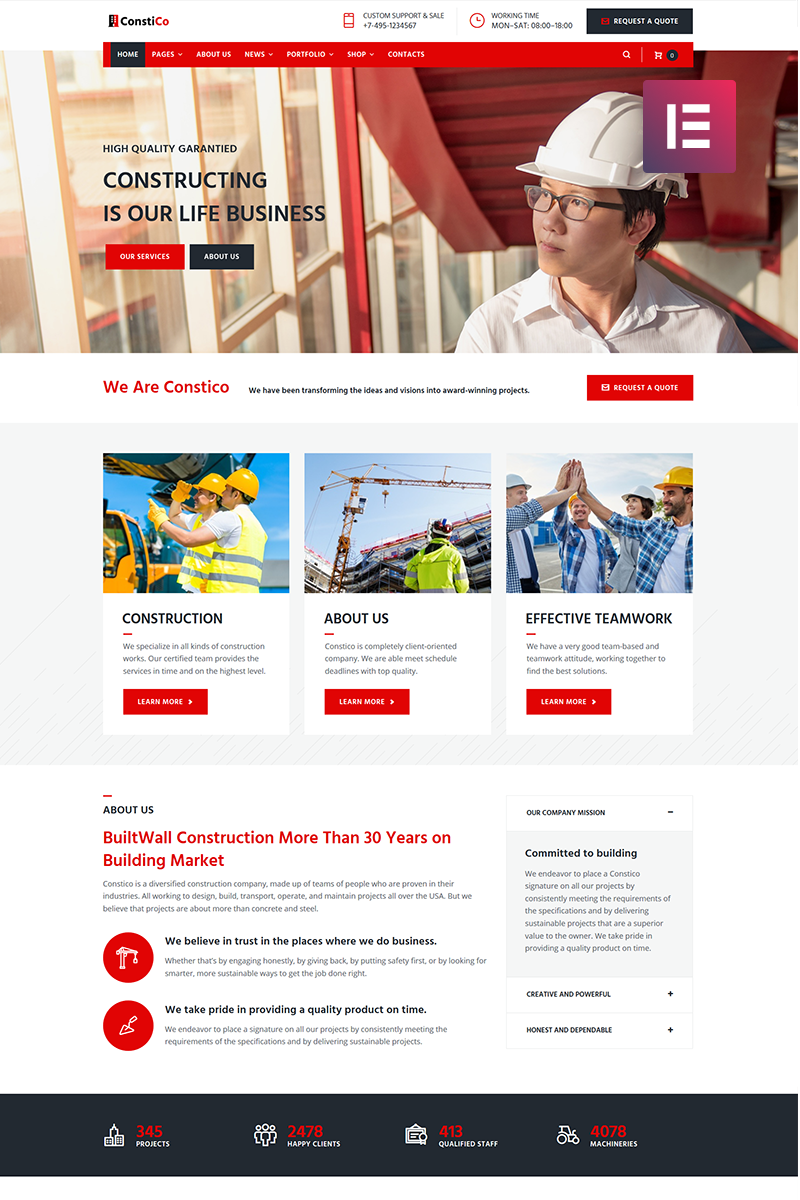 ConstiCo
CUSTOM SUPPORT & SALE
+7-495-1234567
WORKING TIME
MON–SAT: 08:00–18:00
REQUEST A QUOTE
HOME
PAGES
ABOUT US
NEWS
PORTFOLIO
SHOP
CONTACTS
0
HIGH QUALITY GARANTIED
CONSTRUCTING
IS OUR LIFE BUSINESS
OUR SERVICES
ABOUT US
We Are Constico
We have been transforming the ideas and visions into award-winning projects.
REQUEST A QUOTE
CONSTRUCTION
We specialize in all kinds of construction
works. Our certified team provides the
services in time and on the highest level.
LEARN MORE
ABOUT US
Constico is completely client-oriented
company. We are able meet schedule
deadlines with top quality.
LEARN MORE
EFFECTIVE TEAMWORK
We have a very good team-based and
teamwork attitude, working together to
find the best solutions.
LEARN MORE
ABOUT US
BuiltWall Construction More Than 30 Years on
Building Market
Constico is a diversified construction company, made up of teams of people who are proven in their
industries. All working to design, build, transport, operate, and maintain projects all over the USA. But we
believe that projects are about more than concrete and steel.
We believe in trust in the places where we do business.
Whether that's by engaging honestly, by giving back, by putting safety first, or by looking for
smarter, more sustainable ways to get the job done right.
We take pride in providing a quality product on time.
We endeavor to place a signature on all our projects by consistently meeting the
requirements of the specifications and by delivering sustainable projects.
OUR COMPANY MISSION
Committed to building
We endeavor to place a Constico
signature on all our projects by
consistently meeting the requirements of
the specifications and by delivering
sustainable projects that are a superior
value to the owner. We take pride in
providing a quality product on time.
CREATIVE AND POWERFUL
HONEST AND DEPENDABLE
345
PROJECTS
2478
HAPPY CLIENTS
413
QUALIFIED STAFF
4078
MACHINERIES